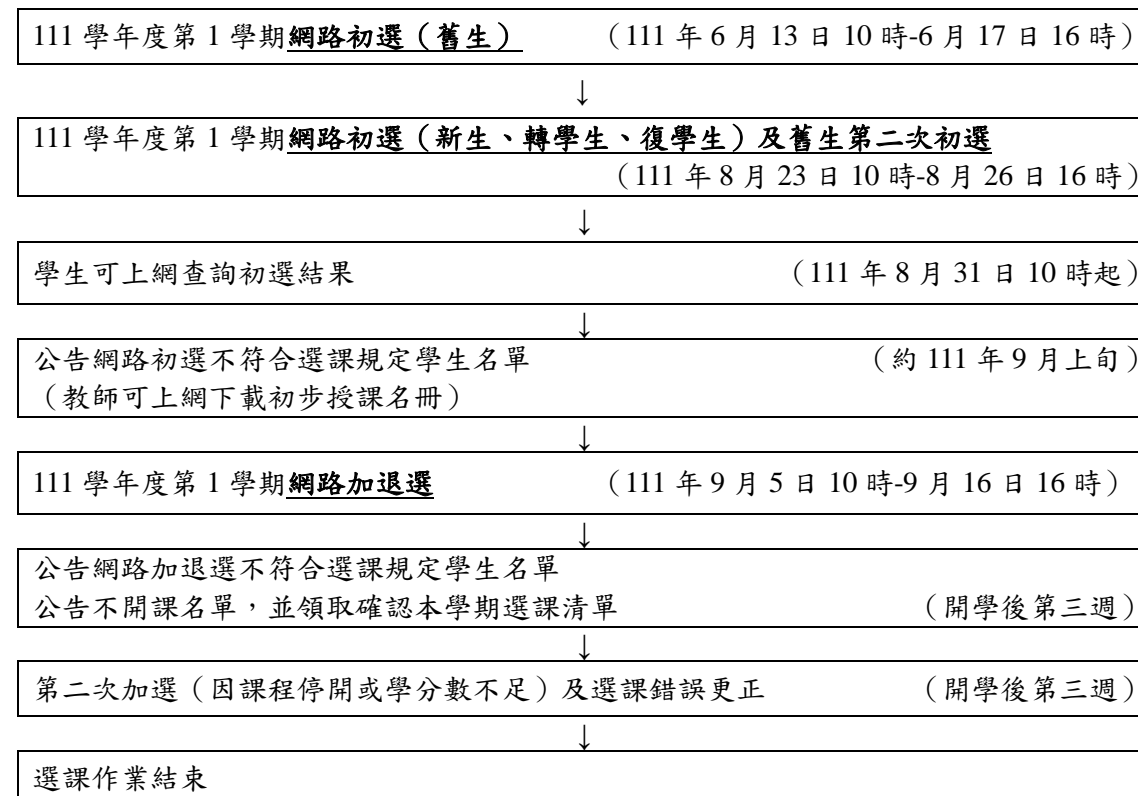 111 學年度第 1 學期網路初選（舊生） （111 年 6 月 13 日 10 時-6 月 17 日 16 時）
↓
111 學年度第 1 學期網路初選（新生、轉學生、復學生）及舊生第二次初選
（111 年 8 月 23 日 10 時-8 月 26 日 16 時）
↓
學生可上網查詢初選結果 （111 年 8 月 31 日 10 時起）
↓
公告網路初選不符合選課規定學生名單 （約 111 年 9 月上旬）
（教師可上網下載初步授課名冊）
↓
111 學年度第 1 學期網路加退選 （111 年 9 月 5 日 10 時-9 月 16 日 16 時）
↓
公告網路加退選不符合選課規定學生名單
公告不開課名單，並領取確認本學期選課清單 （開學後第三週）
↓
第二次加選（因課程停開或學分數不足）及選課錯誤更正 （開學後第三週）
↓
選課作業結束